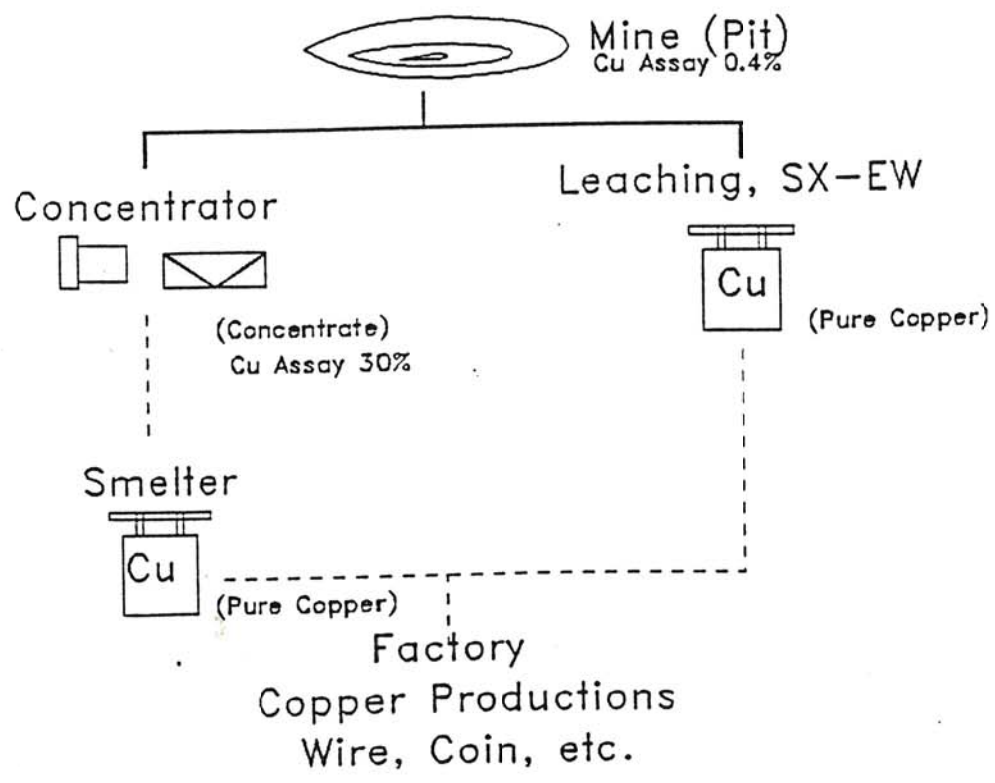 Mine (Pit)
Cu Assay 0.4%
Concentrator
Leaching, SX-EW
Cu
(Pure Copper)
(Concentrate)
Cu Assay 30%
Smelter
Cu
(Pure Copper)
Factory
Copper Productions
Wire, Coin, etc.